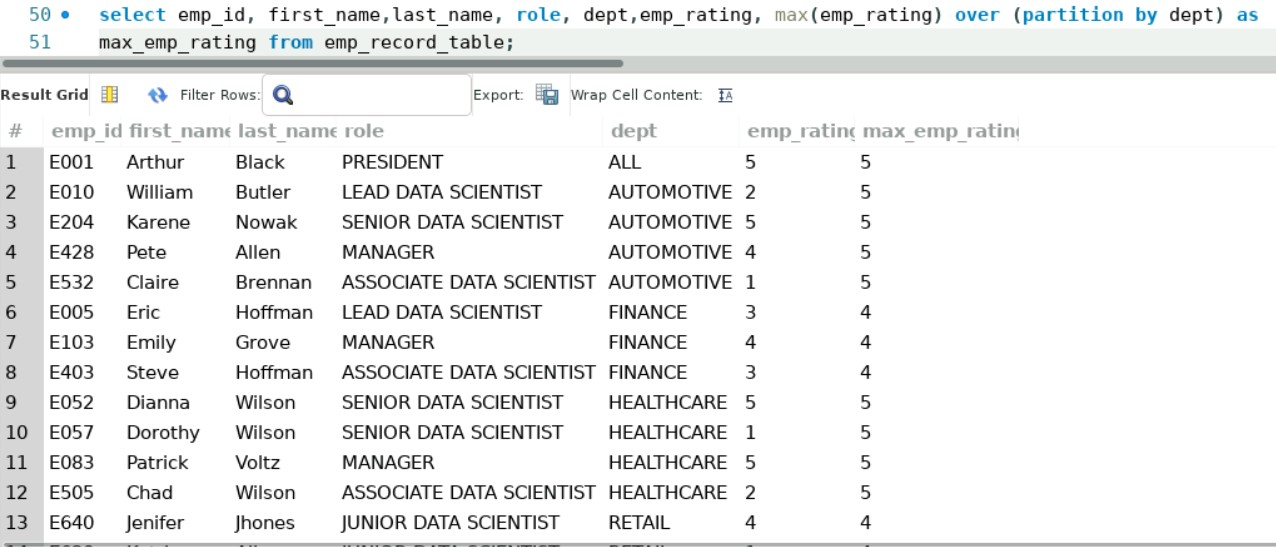 50 select emp_id, first_name,last_name, role, dept,emp_rating, max(emp_rating) over (partition by dept) as
51 max_emp_rating from emp_record_table;
Result Grid Filter Rows: Export: Wrap Cell Content: IA
# emp_id first_name last_name role dept emp_rating max_emp_rating
1 E001 Arthur Black PRESIDENT ALL 5 5
2 E010 William Butler LEAD DATA SCIENTIST AUTOMOTIVE 2 5
3 E204 Karene Nowak SENIOR DATA SCIENTIST AUTOMOTIVE 5 5
4 E428 Pete Allen MANAGER AUTOMOTIVE 4 5
5 E532 Claire Brennan ASSOCIATE DATA SCIENTIST AUTOMOTIVE 1 5
6 E005 Eric Hoffman LEAD DATA SCIENTIST FINANCE 3 4
7 E103 Emily Grove MANAGER FINANCE 4 4
8 E403 Steve Hoffman ASSOCIATE DATA SCIENTIST FINANCE 3 4
9 E052 Dianna Wilson SENIOR DATA SCIENTIST HEALTHCARE 5 5
10 E057 Dorothy Wilson SENIOR DATA SCIENTIST HEALTHCARE 1 5
11 E083 Patrick Voltz MANAGER HEALTHCARE 5 5
12 E505 Chad Wilson ASSOCIATE DATA SCIENTIST HEALTHCARE 2 5
13 E640 Jenifer Jhones JUNIOR DATA SCIENTIST RETAIL 4 4